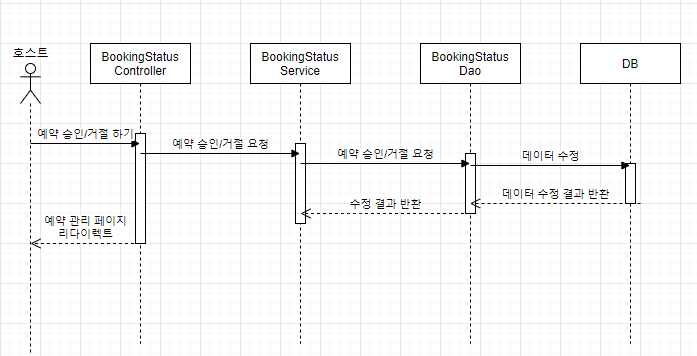 호스트
BookingStatus
Controller
BookingStatus
Service
BookingStatus
Dao
DB
예약 승인/거절 하기
예약 승인/거절 요청
예약 승인/거절 요청
데이터 수정
데이터 수정 결과 반환
수정 결과 반환
예약 관리 페이지
리다이렉트